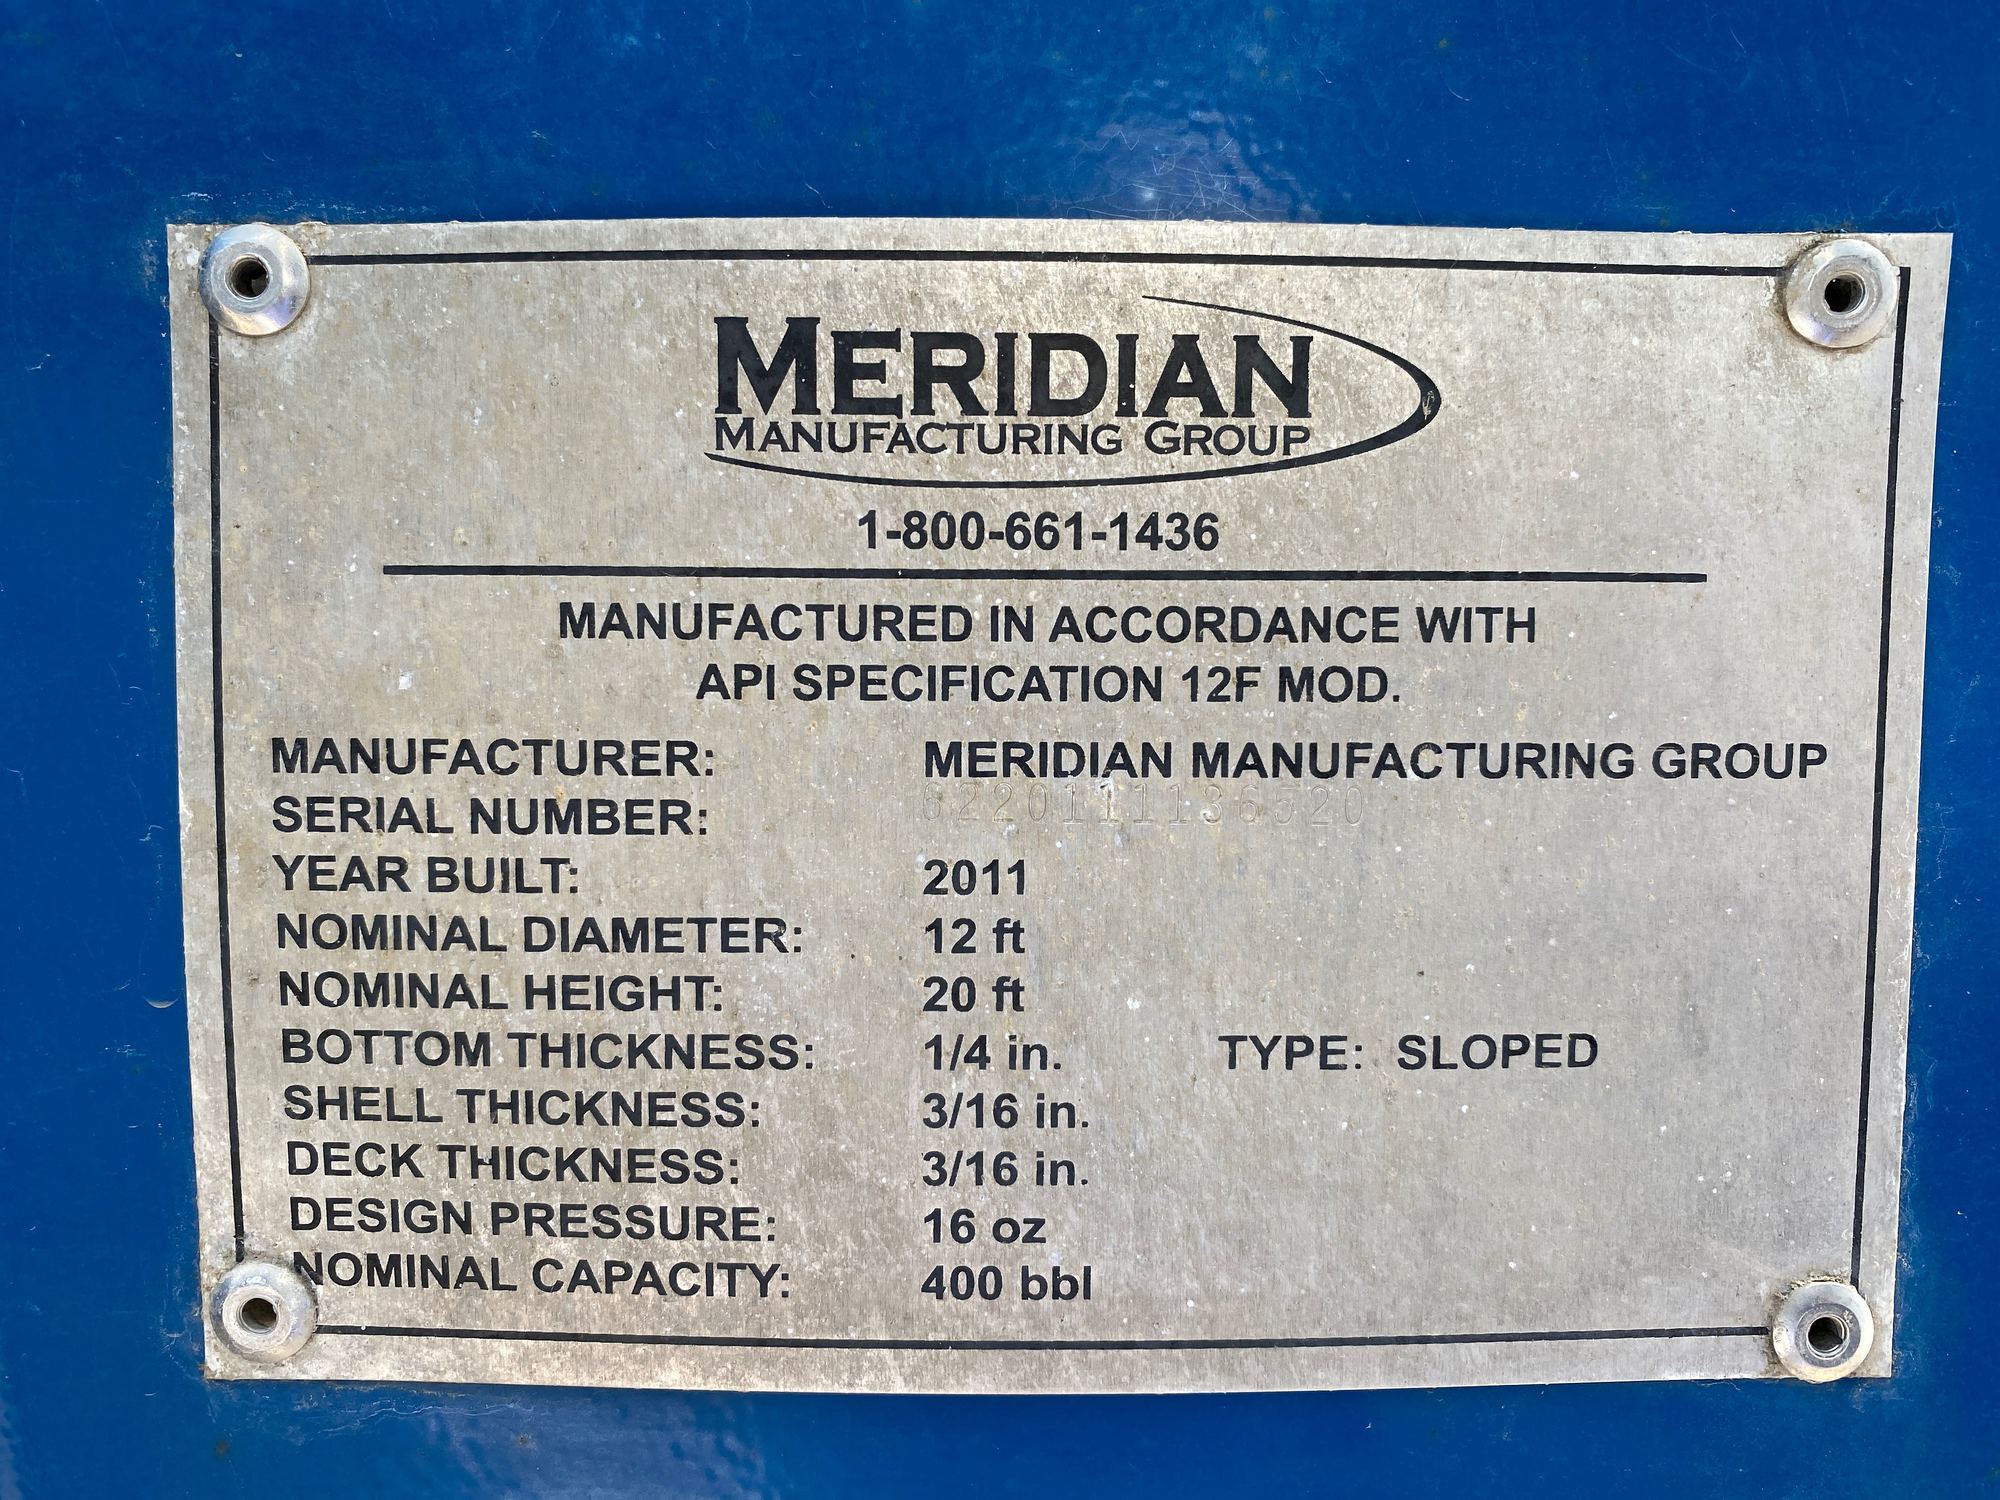 MERIDIAN
MANUFACTURING GROUP
1-800-661-1436
MANUFACTURED IN ACCORDANCE WITH
API SPECIFICATION 12F MOD.
MANUFACTURER: MERIDIAN MANUFACTURING GROUP
SERIAL NUMBER: 6220111136520
YEAR BUILT: 2011
NOMINAL DIAMETER: 12 ft
NOMINAL HEIGHT: 20 ft
BOTTOM THICKNESS: 1/4 in. TYPE: SLOPED
SHELL THICKNESS: 3/16 in.
DECK THICKNESS: 3/16 in.
DESIGN PRESSURE: 16 oz
NOMINAL CAPACITY: 400 bbl